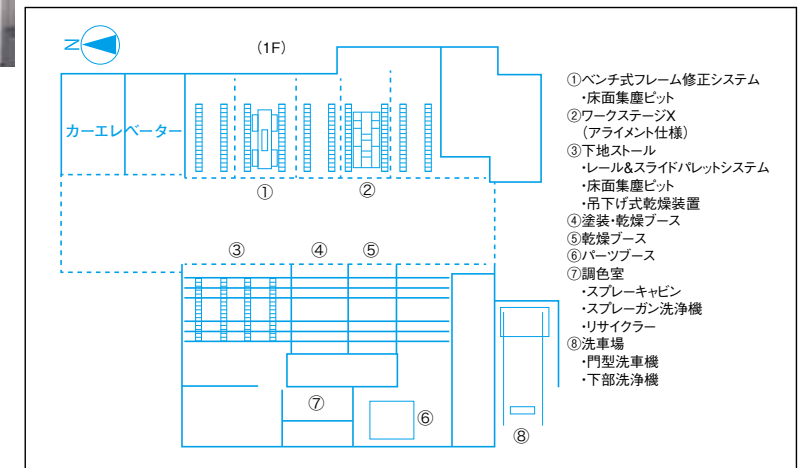 N
(1F)
カーエレベーター
①
②
③
④
⑤
⑦
⑥
⑧
①ベンチ式フレーム修正システム
・床面集塵ピット
②ワークステージX
(アライメント仕様)
③下地ストール
・レール&スライドパレットシステム
・床面集塵ピット
・吊下げ式乾燥装置
④塗装・乾燥ブース
⑤乾燥ブース
⑥パーツブース
⑦調色室
・スプレーキャビン
・スプレーガン洗浄機
・リサイクラー
⑧洗車場
・門型洗車機
・下部洗浄機